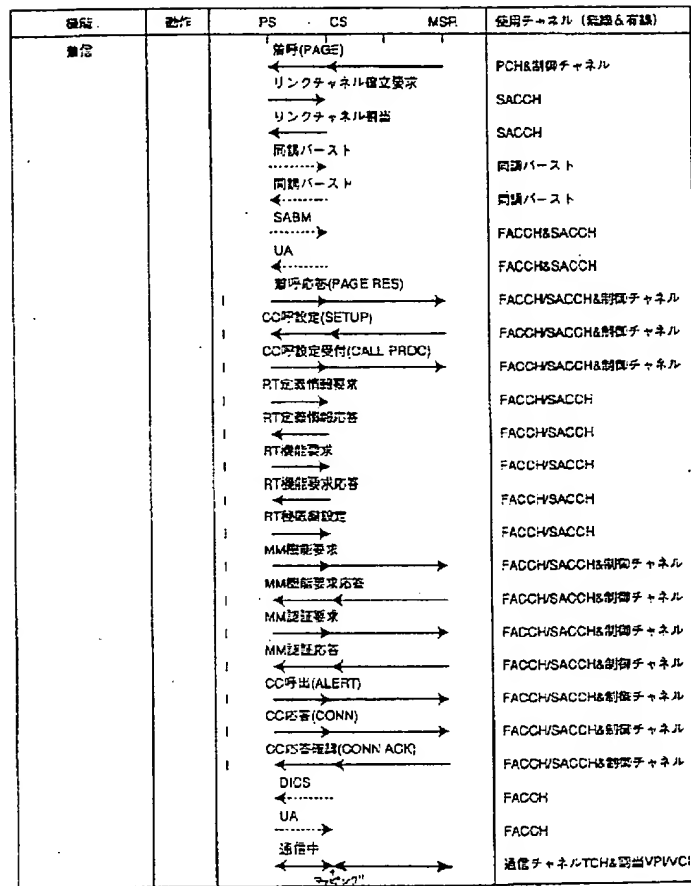 機能 動作 PS CS MSR 使用チャネル（無線&有線）
着信
着呼(PAGE) PCH&制御チャネル
リンクチャネル確立要求 SACCH
リンクチャネル割当 SACCH
同調バースト 同調バースト
同調バースト 同調バースト
SABM FACCH&SACCH
UA FACCH&SACCH
着呼応答(PAGE RES) FACCH/SACCH&制御チャネル
CC呼設定(SETUP) FACCH/SACCH&制御チャネル
CC呼設定受付(CALL PROC) FACCH/SACCH&制御チャネル
RT定義情報要求 FACCH/SACCH
RT定義情報応答 FACCH/SACCH
RT機能要求 FACCH/SACCH
RT機能要求応答 FACCH/SACCH
RT秘匿鍵設定 FACCH/SACCH
MM機能要求 FACCH/SACCH&制御チャネル
MM機能要求応答 FACCH/SACCH&制御チャネル
MM認証要求 FACCH/SACCH&制御チャネル
MM認証応答 FACCH/SACCH&制御チャネル
CC呼出(ALERT) FACCH/SACCH&制御チャネル
CC応答(CONN) FACCH/SACCH&制御チャネル
CC応答確認(CONN ACK) FACCH/SACCH&制御チャネル
DICS FACCH
UA FACCH
通信中 通信チャネルTCH&割当VPI/VCI
マッピング